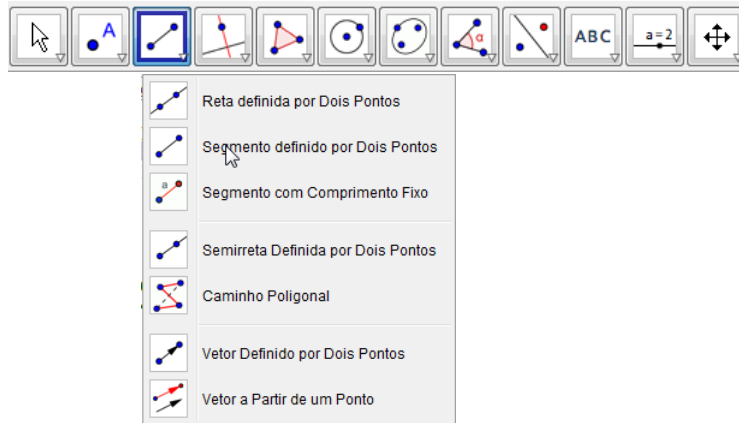 A
α
ABC
a=2
Reta definida por Dois Pontos
Segmento definido por Dois Pontos
a
Segmento com Comprimento Fixo
Semirreta Definida por Dois Pontos
Caminho Poligonal
Vetor Definido por Dois Pontos
Vetor a Partir de um Ponto